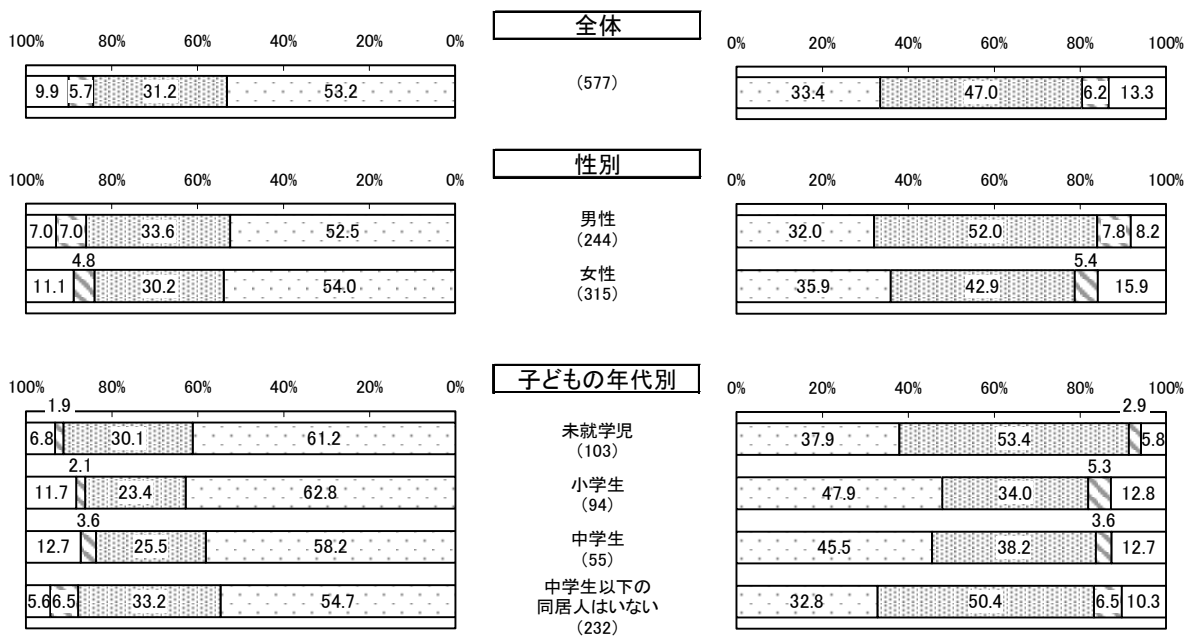 全体
100% 80% 60% 40% 20% 0%
0% 20% 40% 60% 80% 100%
9.9 5.7 31.2 53.2
(577)
33.4 47.0 6.2 13.3
性別
100% 80% 60% 40% 20% 0%
0% 20% 40% 60% 80% 100%
7.0 7.0 33.6 52.5
男性
(244)
32.0 52.0 7.8 8.2
4.8
11.1 30.2 54.0
女性
(315)
5.4
35.9 42.9 15.9
子どもの年代別
100% 80% 60% 40% 20% 0%
0% 20% 40% 60% 80% 100%
1.9
6.8 30.1 61.2
未就学児
(103)
2.9
37.9 53.4 5.8
2.1
11.7 23.4 62.8
小学生
(94)
5.3
47.9 34.0 12.8
3.6
12.7 25.5 58.2
中学生
(55)
3.6
45.5 38.2 12.7
5.6 6.5 33.2 54.7
中学生以下の
同居人はいない
(232)
32.8 50.4 6.5 10.3